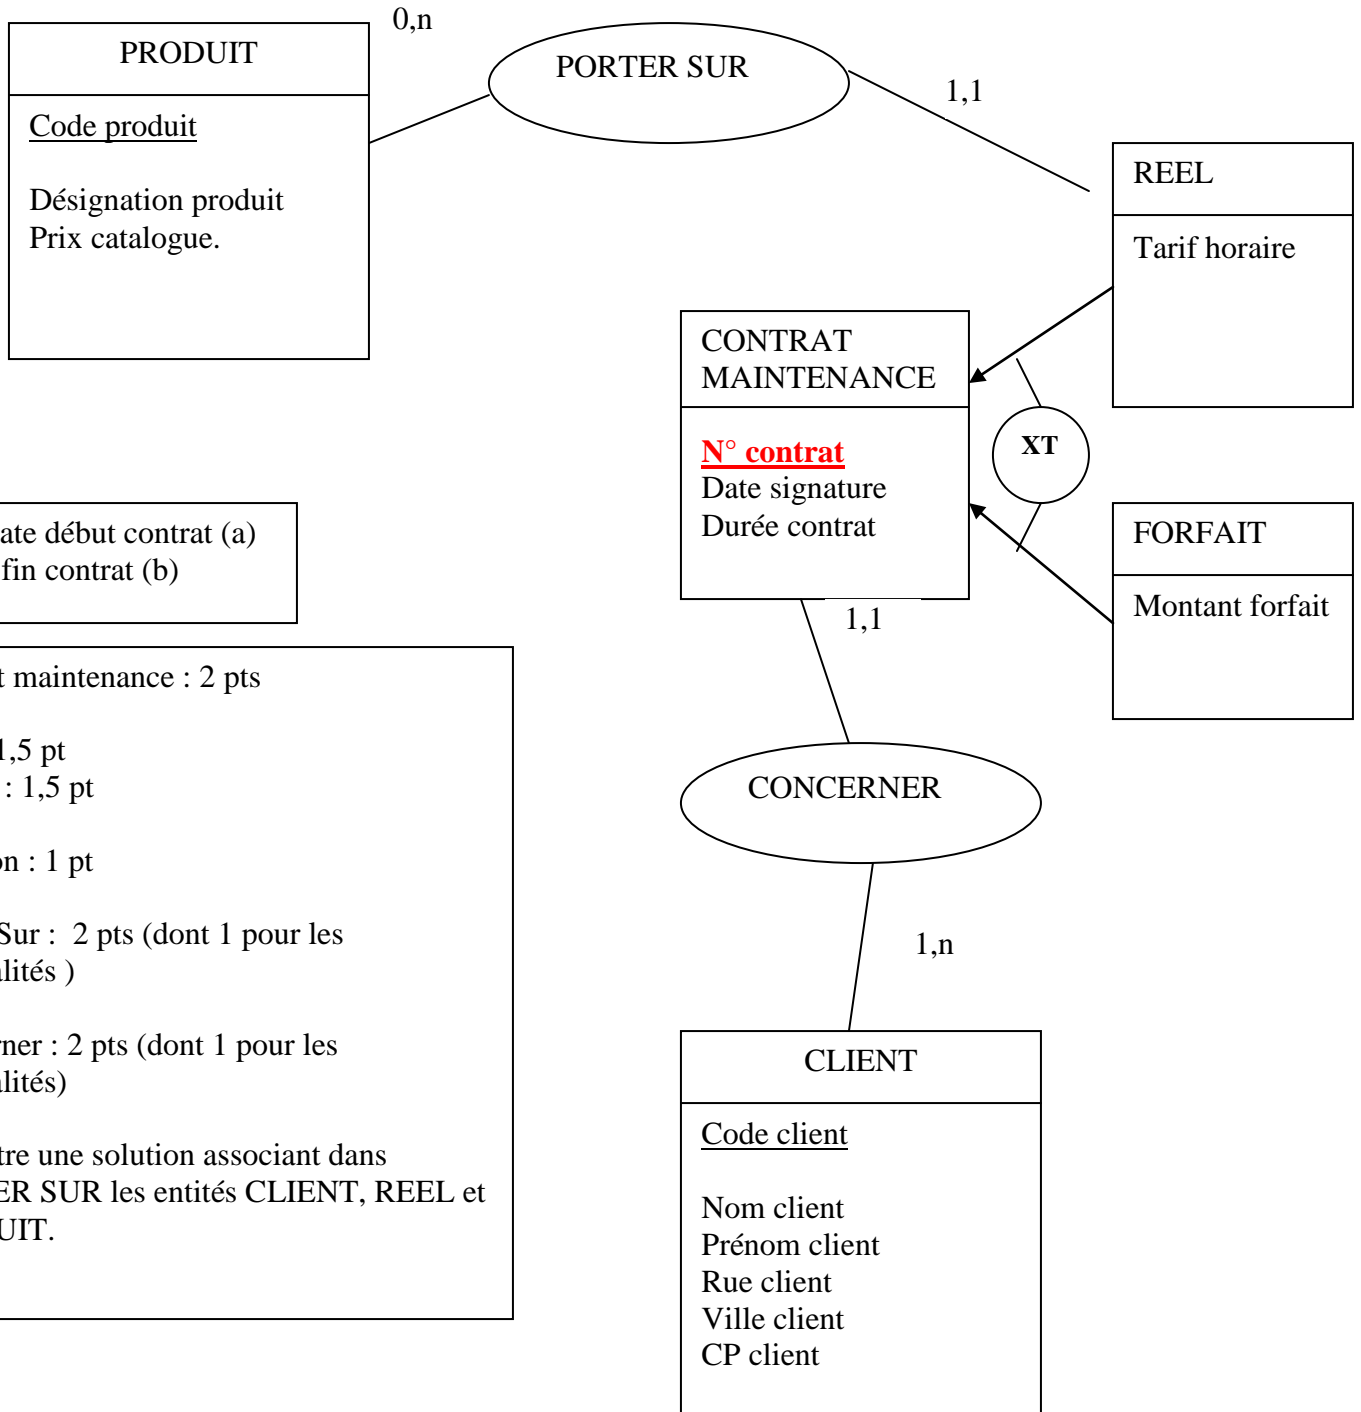 0,n
PRODUIT
PORTER SUR
1,1
Code produit
REEL
Désignation produit
Prix catalogue.
Tarif horaire
CONTRAT
MAINTENANCE
N° contrat
XT
Date signature
Durée contrat
ate début contrat (a)
fin contrat (b)
FORFAIT
Montant forfait
1,1
t maintenance : 2 pts
1,5 pt
: 1,5 pt
CONCERNER
on : 1 pt
Sur : 2 pts (dont 1 pour les
alités )
1,n
rner : 2 pts (dont 1 pour les
alités)
CLIENT
Code client
tre une solution associant dans
ER SUR les entités CLIENT, REEL et
UIT.
Nom client
Prénom client
Rue client
Ville client
CP client